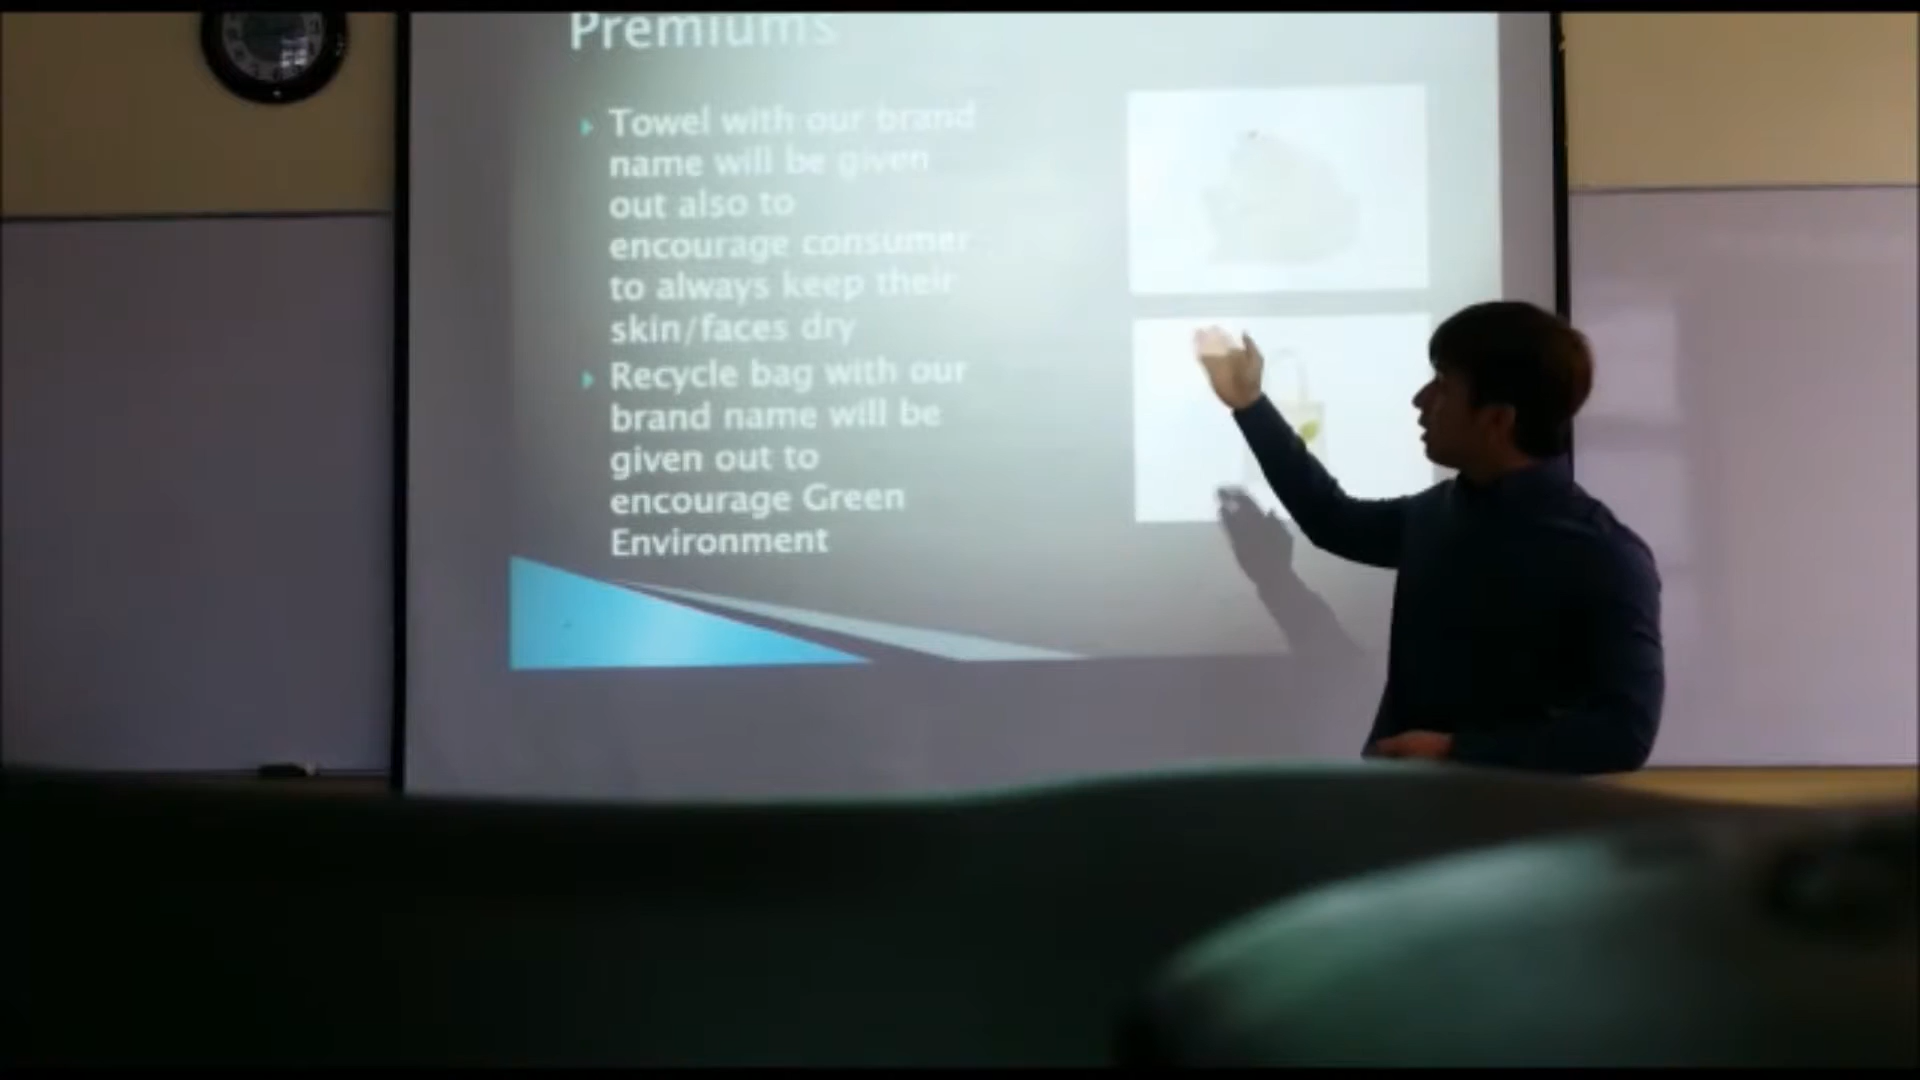 Premiums
Towel with our brand
name will be given
out also to
encourage consumer
to always keep their
skin/faces dry
Recycle bag with our
brand name will be
given out to
encourage Green
Environment